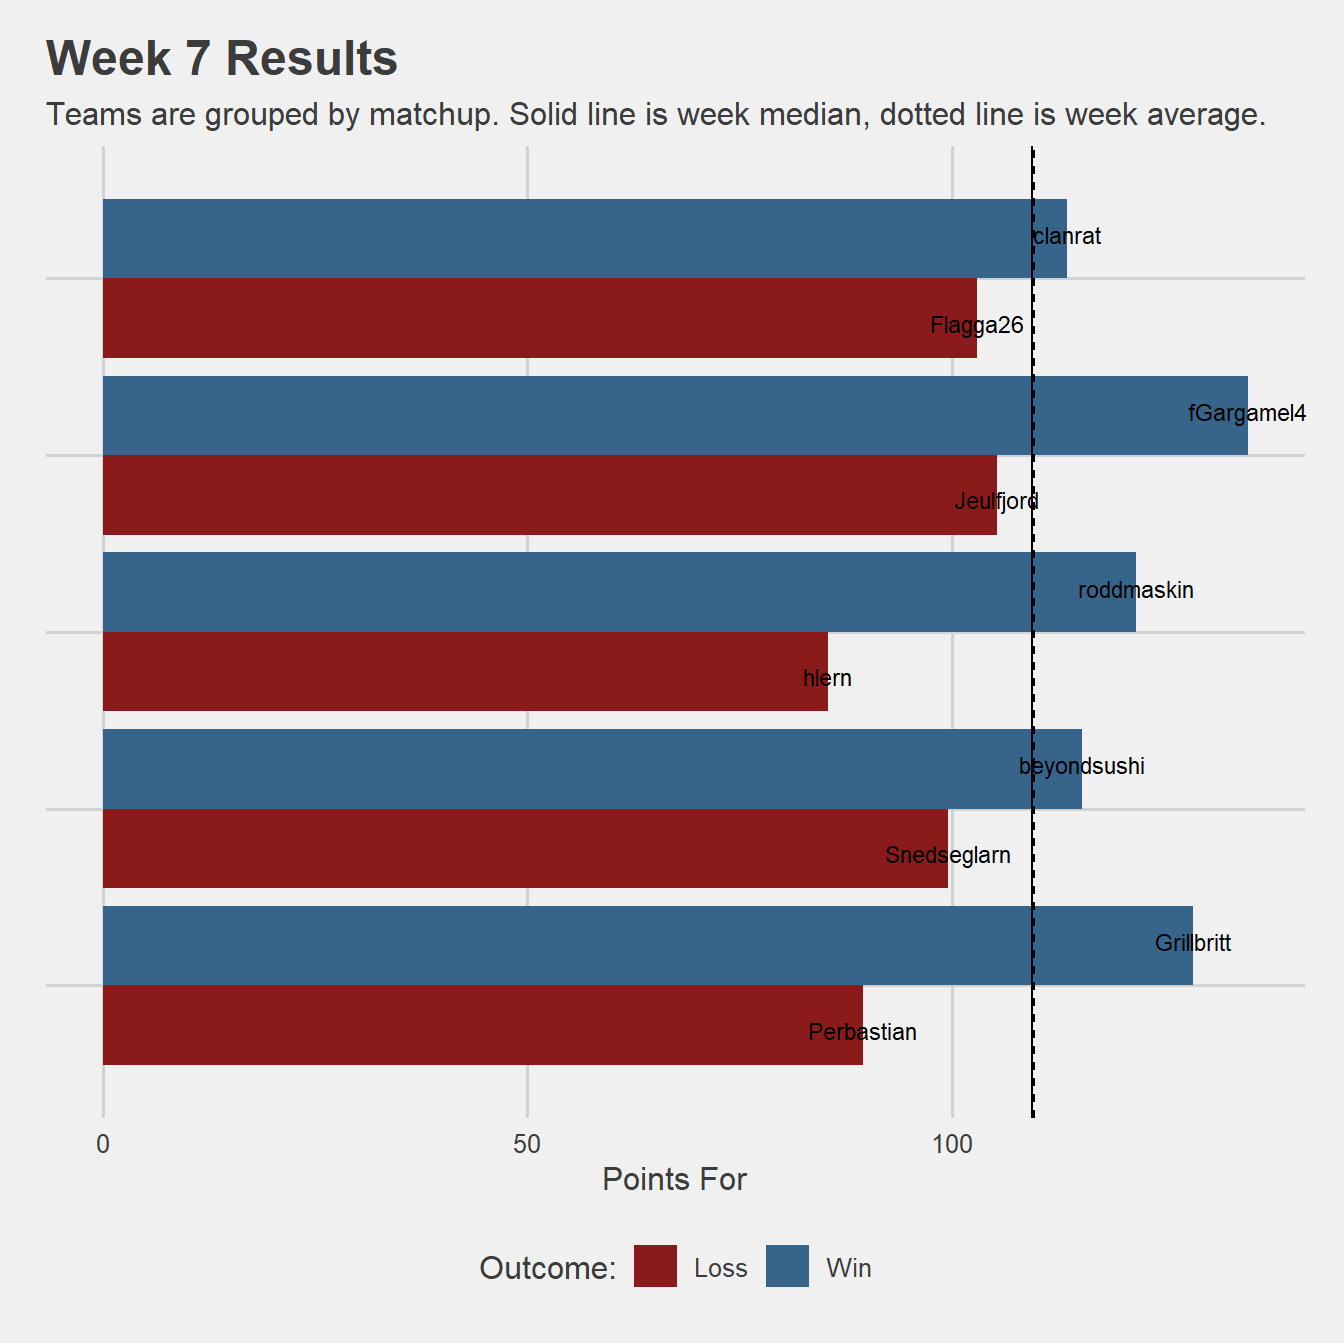 Week 7 Results
Teams are grouped by matchup. Solid line is week median, dotted line is week average.
clanrat
Flagga26
fGargamel4
Jeulfjord
roddmaskin
hlern
beyondsushi
Snedseglarn
Grillbritt
Perbastian
0 50 100
Points For
Outcome: Loss Win